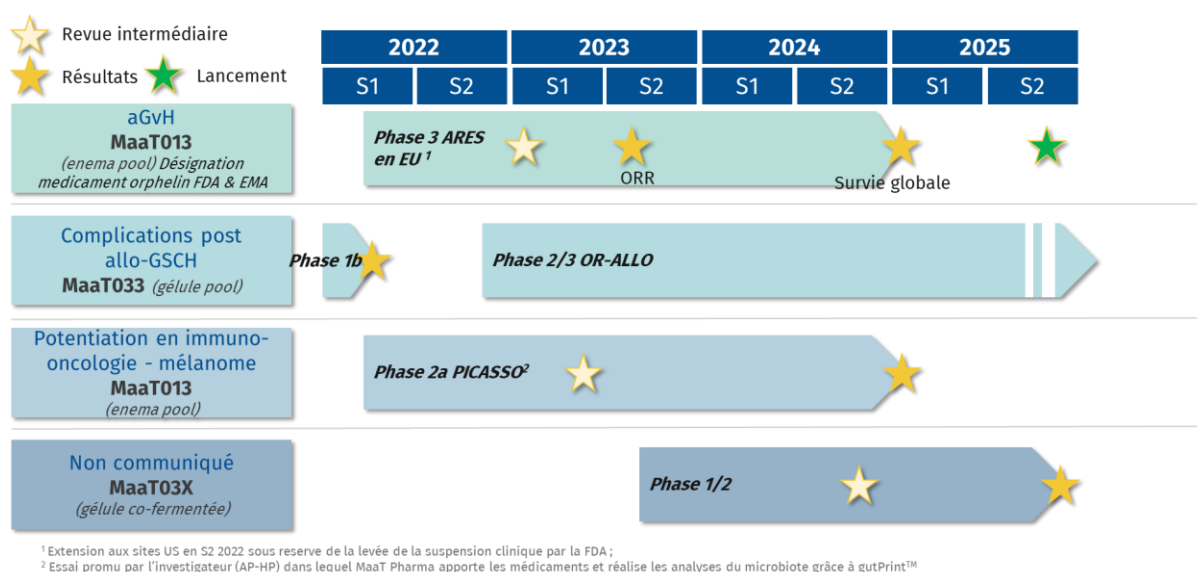 Revue intermédiaire
Résultats
Lancement
2022
2023
2024
2025
S1
S2
S1
S2
S1
S2
S1
S2
aGvH
MaaT013
(enema pool) Désignation
medicament orphelin FDA & EMA
Phase 3 ARES
en EU ¹
ORR
Survie globale
Complications post
allo-GSCH
MaaT033 (gélule pool)
Phase 1b
Phase 2/3 OR-ALLO
Potentiation en immuno-
oncologie - mélanome
MaaT013
(enema pool)
Phase 2a PICASSO²
Non communiqué
MaaT03X
(gélule co-fermentée)
Phase 1/2
¹ Extension aux sites US en S2 2022 sous reserve de la levée de la suspension clinique par la FDA ;
² Essai promu par l'investigateur (AP-HP) dans lequel MaaT Pharma apporte les médicaments et réalise les analyses du microbiote grâce à gutPrint™